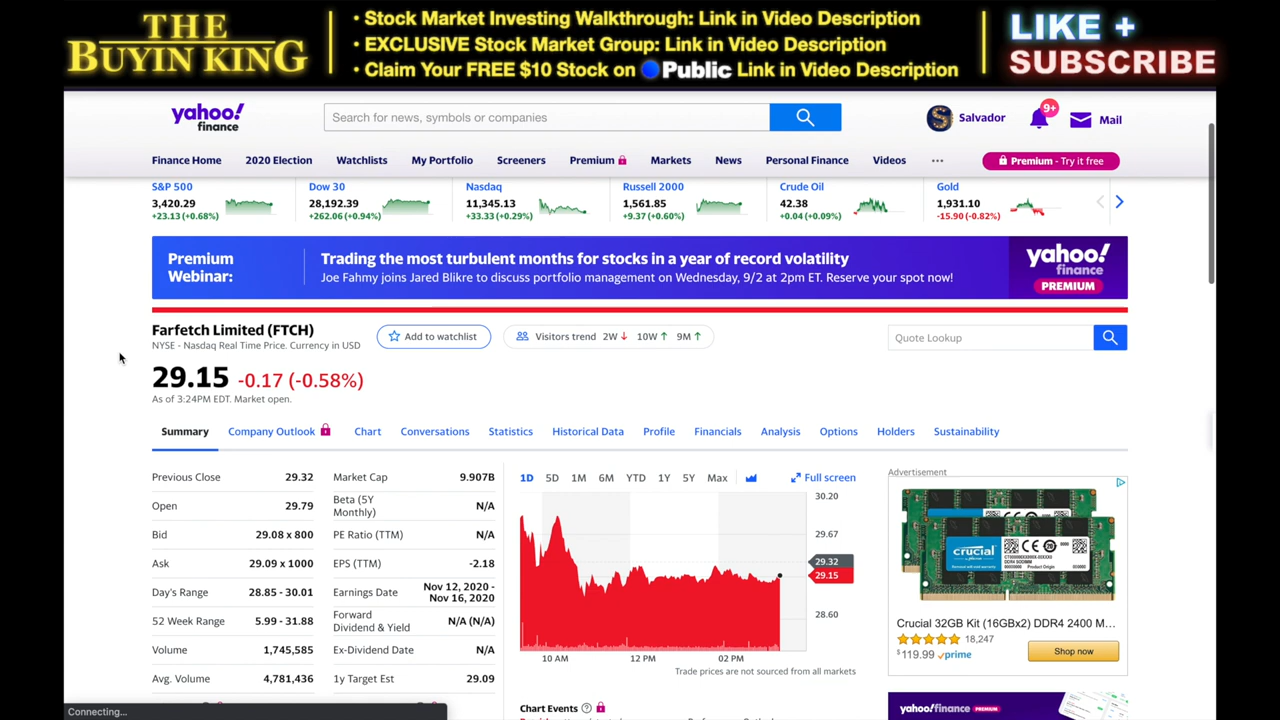 THE
BUYIN KING
• Stock Market Investing Walkthrough: Link in Video Description
• EXCLUSIVE Stock Market Group: Link in Video Description
• Claim Your FREE $10 Stock on Public Link in Video Description
LIKE +
SUBSCRIBE
yahoo!
finance
Search for news, symbols or companies
Salvador
9+
Mail
Finance Home
2020 Election
Watchlists
My Portfolio
Screeners
Premium
Markets
News
Personal Finance
Videos
...
Premium - Try it free
S&P 500
3,420.29
+23.13 (+0.68%)
Dow 30
28,192.39
+262.06 (+0.94%)
Nasdaq
11,345.13
+33.33 (+0.29%)
Russell 2000
1,561.85
+9.37 (+0.60%)
Crude Oil
42.38
+0.04 (+0.09%)
Gold
1,931.10
-15.90 (-0.82%)
Premium
Webinar:
Trading the most turbulent months for stocks in a year of record volatility
Joe Fahmy joins Jared Blikre to discuss portfolio management on Wednesday, 9/2 at 2pm ET. Reserve your spot now!
yahoo!
finance
PREMIUM
Farfetch Limited (FTCH)
NYSE - Nasdaq Real Time Price. Currency in USD
Add to watchlist
Visitors trend 2W↓ 10W↑ 9M↑
Quote Lookup
29.15 -0.17 (-0.58%)
As of 3:24PM EDT. Market open.
Summary
Company Outlook
Chart
Conversations
Statistics
Historical Data
Profile
Financials
Analysis
Options
Holders
Sustainability
Previous Close 29.32
Open 29.79
Bid 29.08 x 800
Ask 29.09 x 1000
Day's Range 28.85 - 30.01
52 Week Range 5.99 - 31.88
Volume 1,745,585
Avg. Volume 4,781,436
Market Cap 9.907B
Beta (5Y
Monthly) N/A
PE Ratio (TTM) N/A
EPS (TTM) -2.18
Earnings Date Nov 12, 2020 -
Nov 16, 2020
Forward
Dividend & Yield N/A (N/A)
Ex-Dividend Date N/A
1y Target Est 29.09
1D 5D 1M 6M YTD 1Y 5Y Max
Full screen
30.20
29.67
29.32
29.15
28.60
10 AM 12 PM 02 PM
Trade prices are not sourced from all markets
Chart Events
Advertisement
crucial
Crucial 32GB Kit (16GBx2) DDR4 2400 M...
18,247
$119.99 prime
Shop now
yahoo!finance PREMIUM
Connecting...